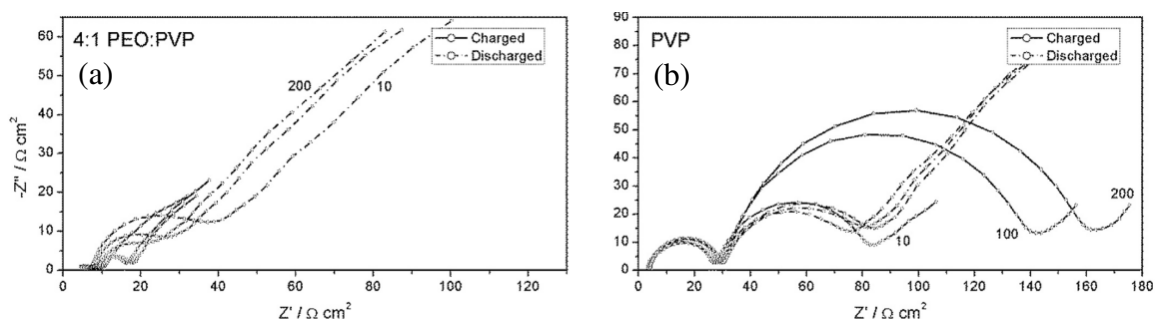 4:1 PEO:PVP
(a)
Charged
Discharged
200
10
-Z" / Ω cm²
60
50
40
30
20
10
0
0 20 40 60 80 100 120
Z' / Ω cm²
PVP
(b)
Charged
Discharged
200
100
10
90
80
70
60
50
40
30
20
10
0
0 20 40 60 80 100 120 140 160 180
Z' / Ω cm²